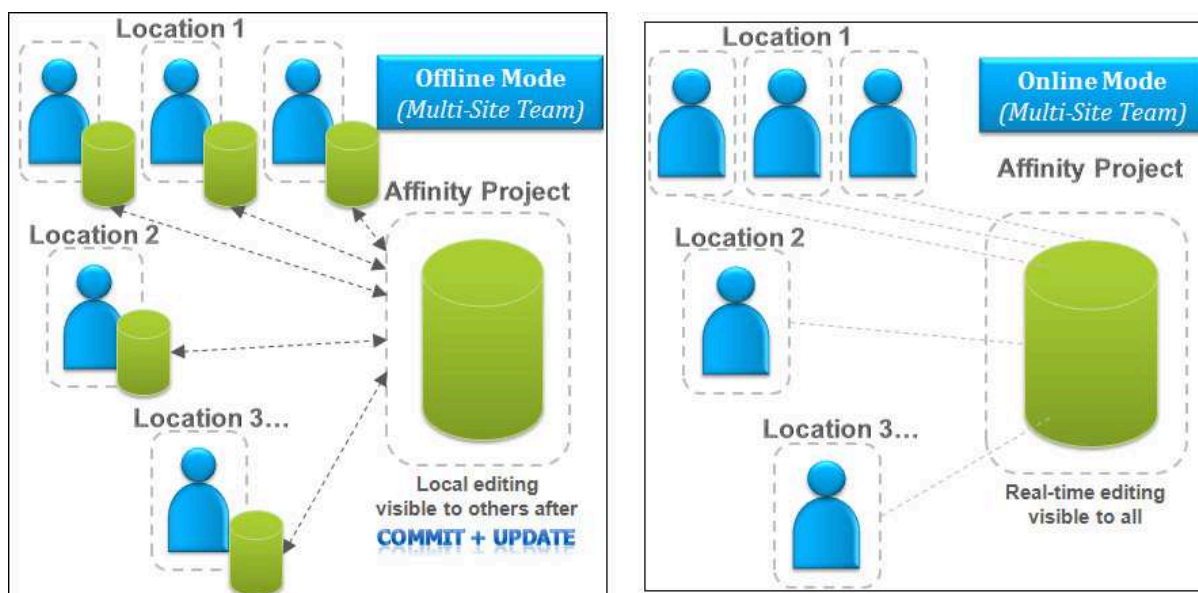 Location 1
Offline Mode
(Multi-Site Team)
Affinity Project
Location 2
Location 3...
Local editing
visible to others after
COMMIT + UPDATE
Location 1
Online Mode
(Multi-Site Team)
Affinity Project
Location 2
Location 3...
Real-time editing
visible to all